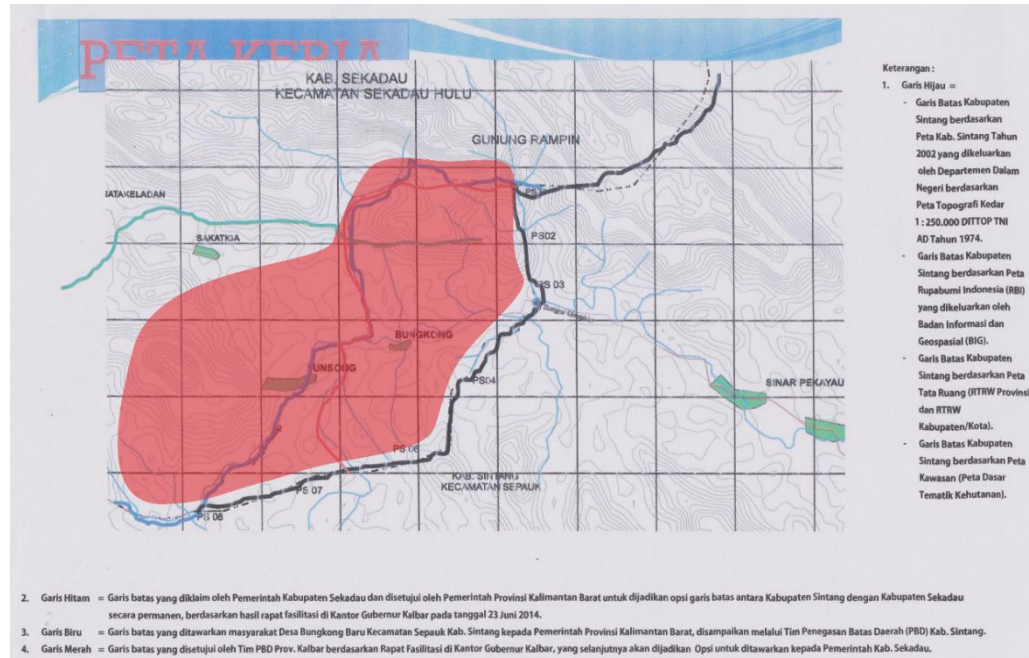 PETA KERJA
KAB. SEKADAU
KECAMATAN SEKADAU HULU
GUNUNG RAMPIN
NATAKELADAN
SAKATIGA
PS02
PS 03
BUNGKONG
UNSONG
PS04
SINAR PEKAYAU
PS 06
KAB. SINTANG
KECAMATAN SEPAUK
PS 07
PS 08
Keterangan :
1. Garis Hijau =
- Garis Batas Kabupaten
Sintang berdasarkan
Peta Kab. Sintang Tahun
2002 yang dikeluarkan
oleh Departemen Dalam
Negeri berdasarkan
Peta Topografi Kedar
1 : 250.000 DITTOP TNI
AD Tahun 1974.
- Garis Batas Kabupaten
Sintang berdasarkan Peta
Rupabumi Indonesia (RBI)
yang dikeluarkan oleh
Badan Informasi dan
Geospasial (BIG).
- Garis Batas Kabupaten
Sintang berdasarkan Peta
Tata Ruang (RTRW Provinsi
dan RTRW
Kabupaten/Kota).
- Garis Batas Kabupaten
Sintang berdasarkan Peta
Kawasan (Peta Dasar
Tematik Kehutanan).
2. Garis Hitam = Garis batas yang diklaim oleh Pemerintah Kabupaten Sekadau dan disetujui oleh Pemerintah Provinsi Kalimantan Barat untuk dijadikan opsi garis batas antara Kabupaten Sintang dengan Kabupaten Sekadau
secara permanen, berdasarkan hasil rapat fasilitasi di Kantor Gubernur Kalbar pada tanggal 23 Juni 2014.
3. Garis Biru = Garis batas yang ditawarkan masyarakat Desa Bungkong Baru Kecamatan Sepauk Kab. Sintang kepada Pemerintah Provinsi Kalimantan Barat, disampaikan melalui Tim Penegasan Batas Daerah (PBD) Kab. Sintang.
4. Garis Merah = Garis batas yang disetujui oleh Tim PBD Prov. Kalbar berdasarkan Rapat Fasilitasi di Kantor Gubernur Kalbar, yang selanjutnya akan dijadikan Opsi untuk ditawarkan kepada Pemerintah Kab. Sekadau.